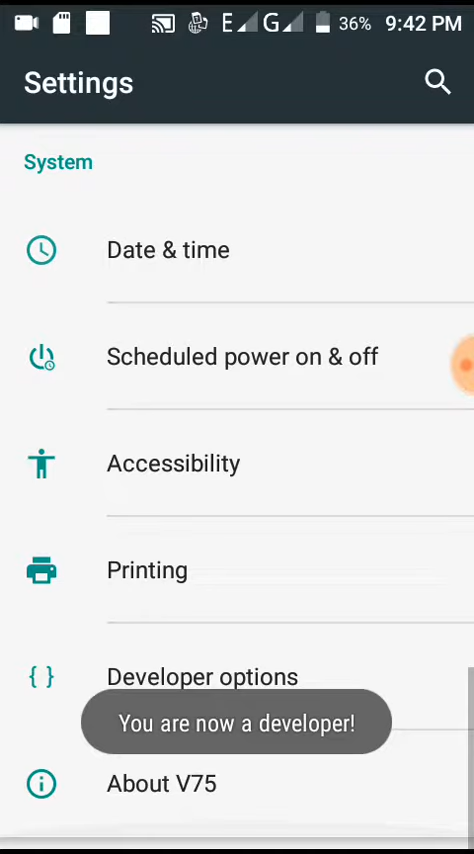 E G 36% 9:42 PM
Settings
System
Date & time
Scheduled power on & off
Accessibility
Printing
{ } Developer options
You are now a developer!
About V75